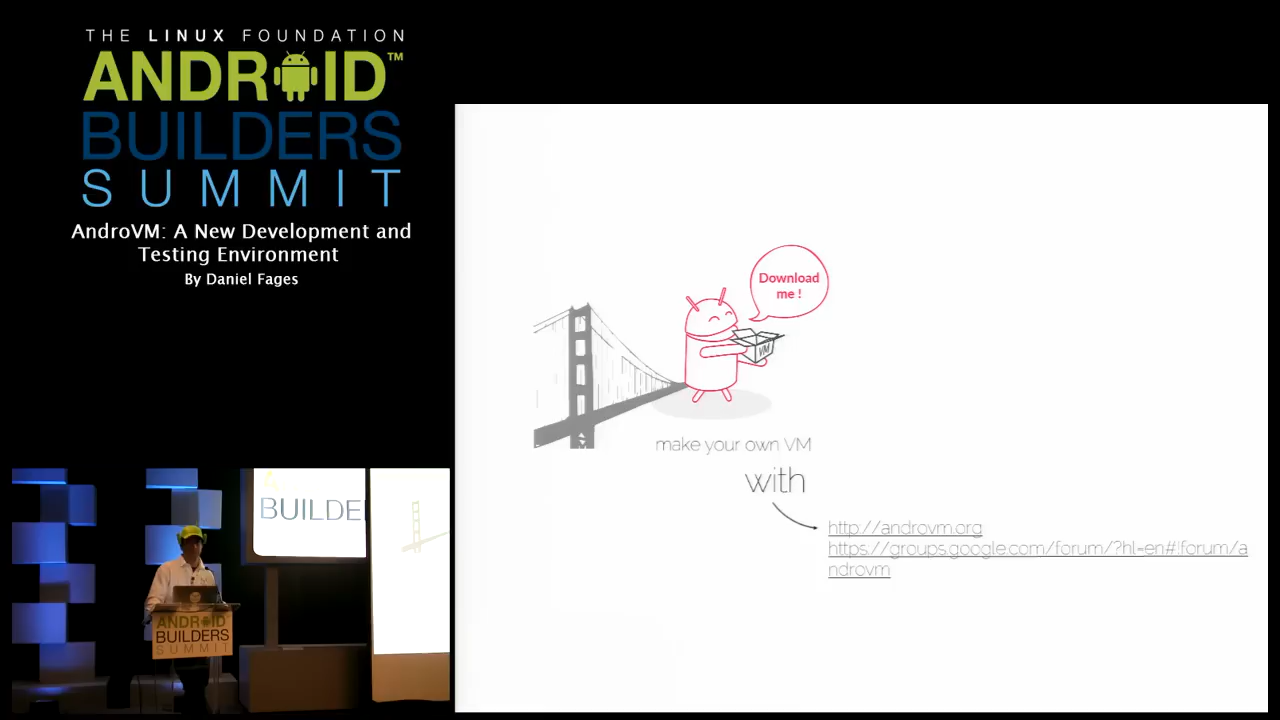 THE LINUX FOUNDATION
ANDROID™
BUILDERS
SUMMIT
AndroVM: A New Development and
Testing Environment
By Daniel Fages
Download
me !
VM
make your own VM
with
http://androvm.org
https://groups.google.com/forum/?hl=en#!forum/a
ndrovm
BUILDE
ANDROID
BUILDERS
SUMMIT